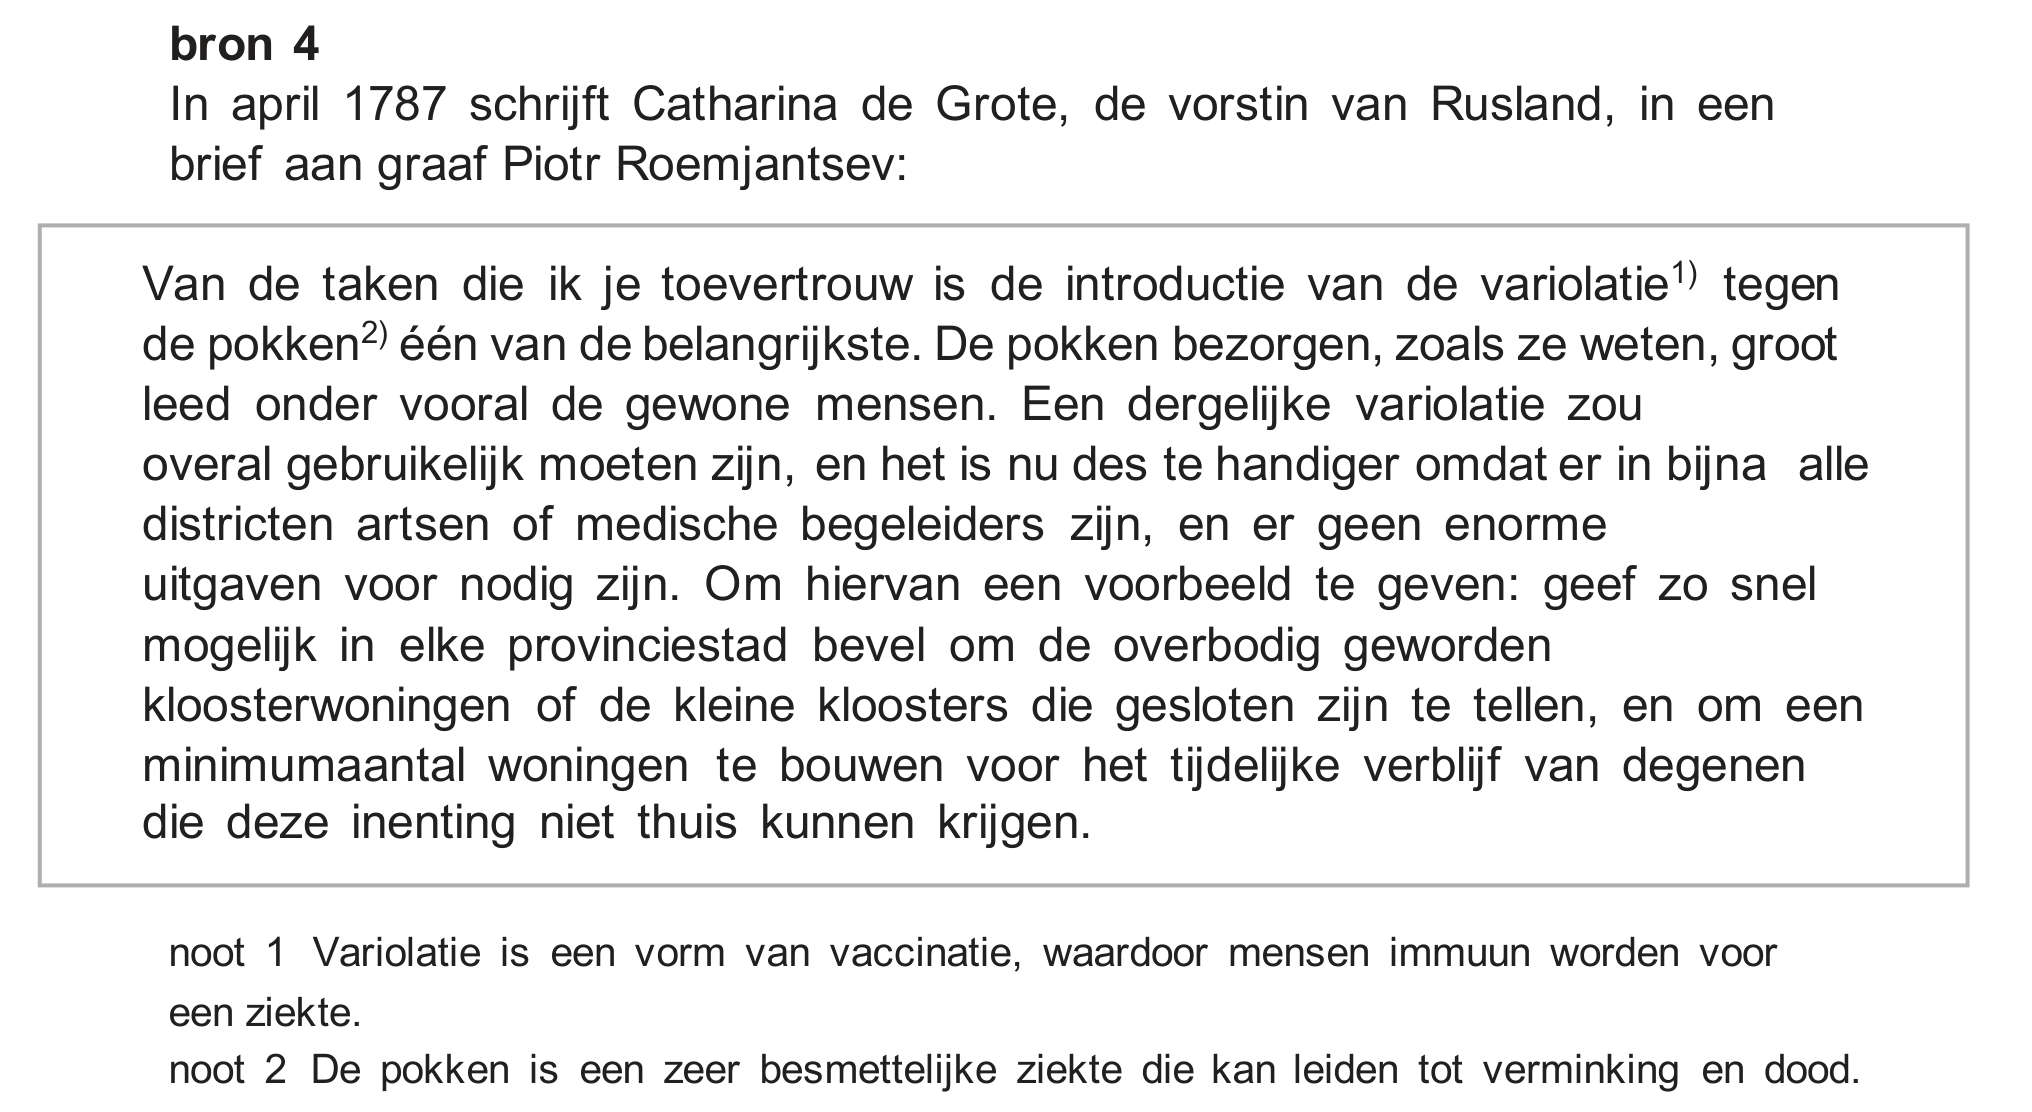 bron 4
In april 1787 schrijft Catharina de Grote, de vorstin van Rusland, in een
brief aan graaf Piotr Roemjantsev:
Van de taken die ik je toevertrouw is de introductie van de variolatie1) tegen
de pokken2) één van de belangrijkste. De pokken bezorgen, zoals ze weten, groot
leed onder vooral de gewone mensen. Een dergelijke variolatie zou
overal gebruikelijk moeten zijn, en het is nu des te handiger omdat er in bijna alle
districten artsen of medische begeleiders zijn, en er geen enorme
uitgaven voor nodig zijn. Om hiervan een voorbeeld te geven: geef zo snel
mogelijk in elke provinciestad bevel om de overbodig geworden
kloosterwoningen of de kleine kloosters die gesloten zijn te tellen, en om een
minimumaantal woningen te bouwen voor het tijdelijke verblijf van degenen
die deze inenting niet thuis kunnen krijgen.
noot 1 Variolatie is een vorm van vaccinatie, waardoor mensen immuun worden voor
een ziekte.
noot 2 De pokken is een zeer besmettelijke ziekte die kan leiden tot verminking en dood.